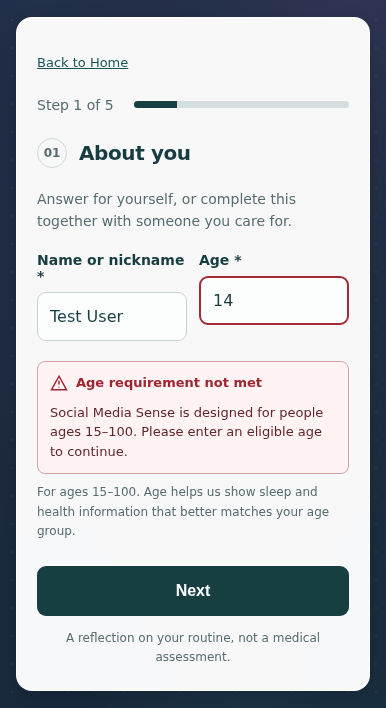 Back to Home
Step 1 of 5
01 About you
Answer for yourself, or complete this
together with someone you care for.
Name or nickname
*
Age *
Test User
14
Age requirement not met
Social Media Sense is designed for people
ages 15–100. Please enter an eligible age
to continue.
For ages 15–100. Age helps us show sleep and
health information that better matches your age
group.
Next
A reflection on your routine, not a medical
assessment.